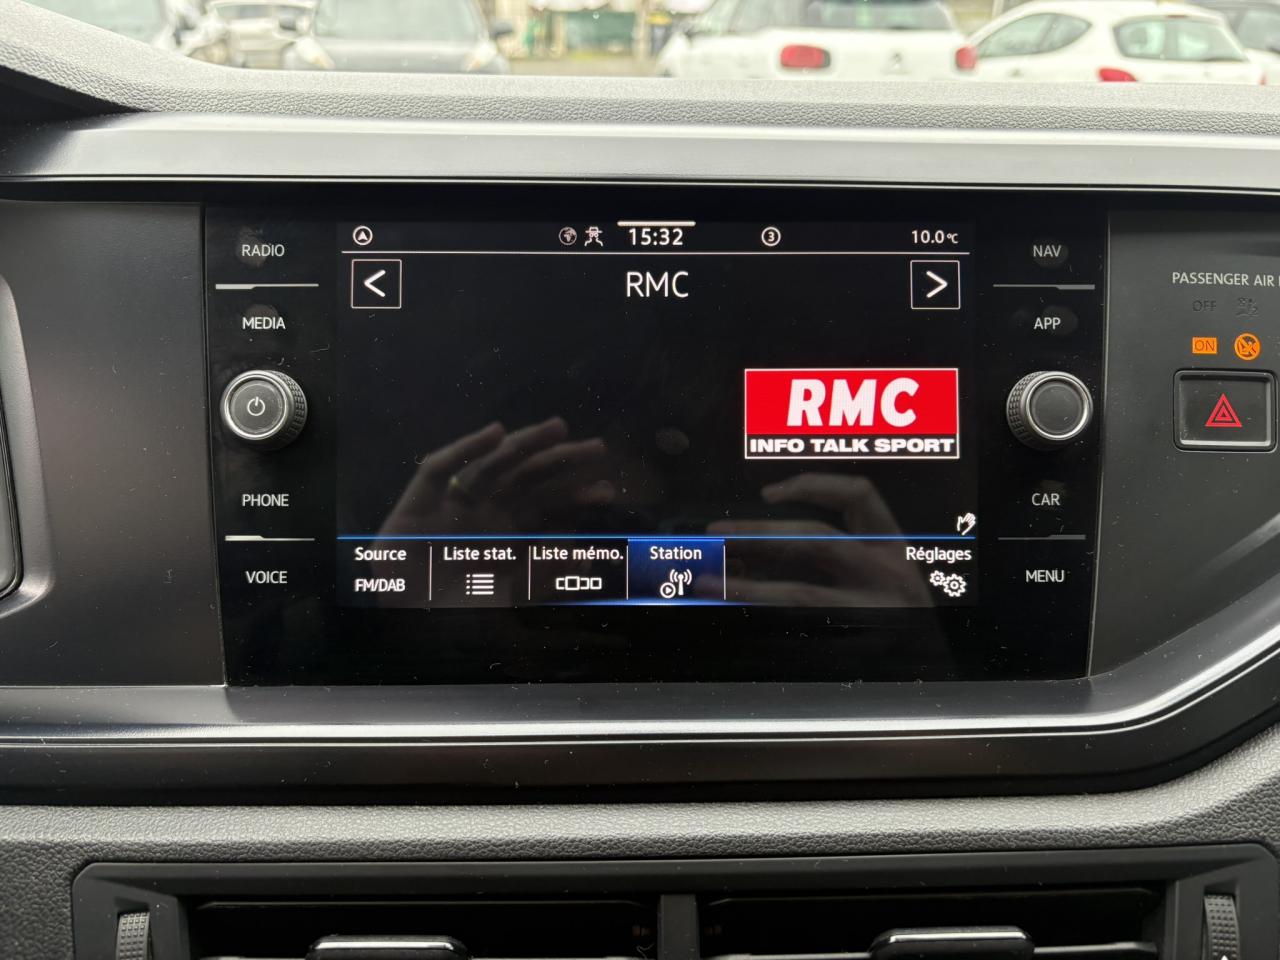 RADIO
MEDIA
PHONE
VOICE
15:32
3
10.0°C
<
RMC
>
RMC
INFO TALK SPORT
Source
FM/DAB
Liste stat.
Liste mémo.
Station
Réglages
NAV
APP
CAR
MENU
PASSENGER AIR
OFF
ON